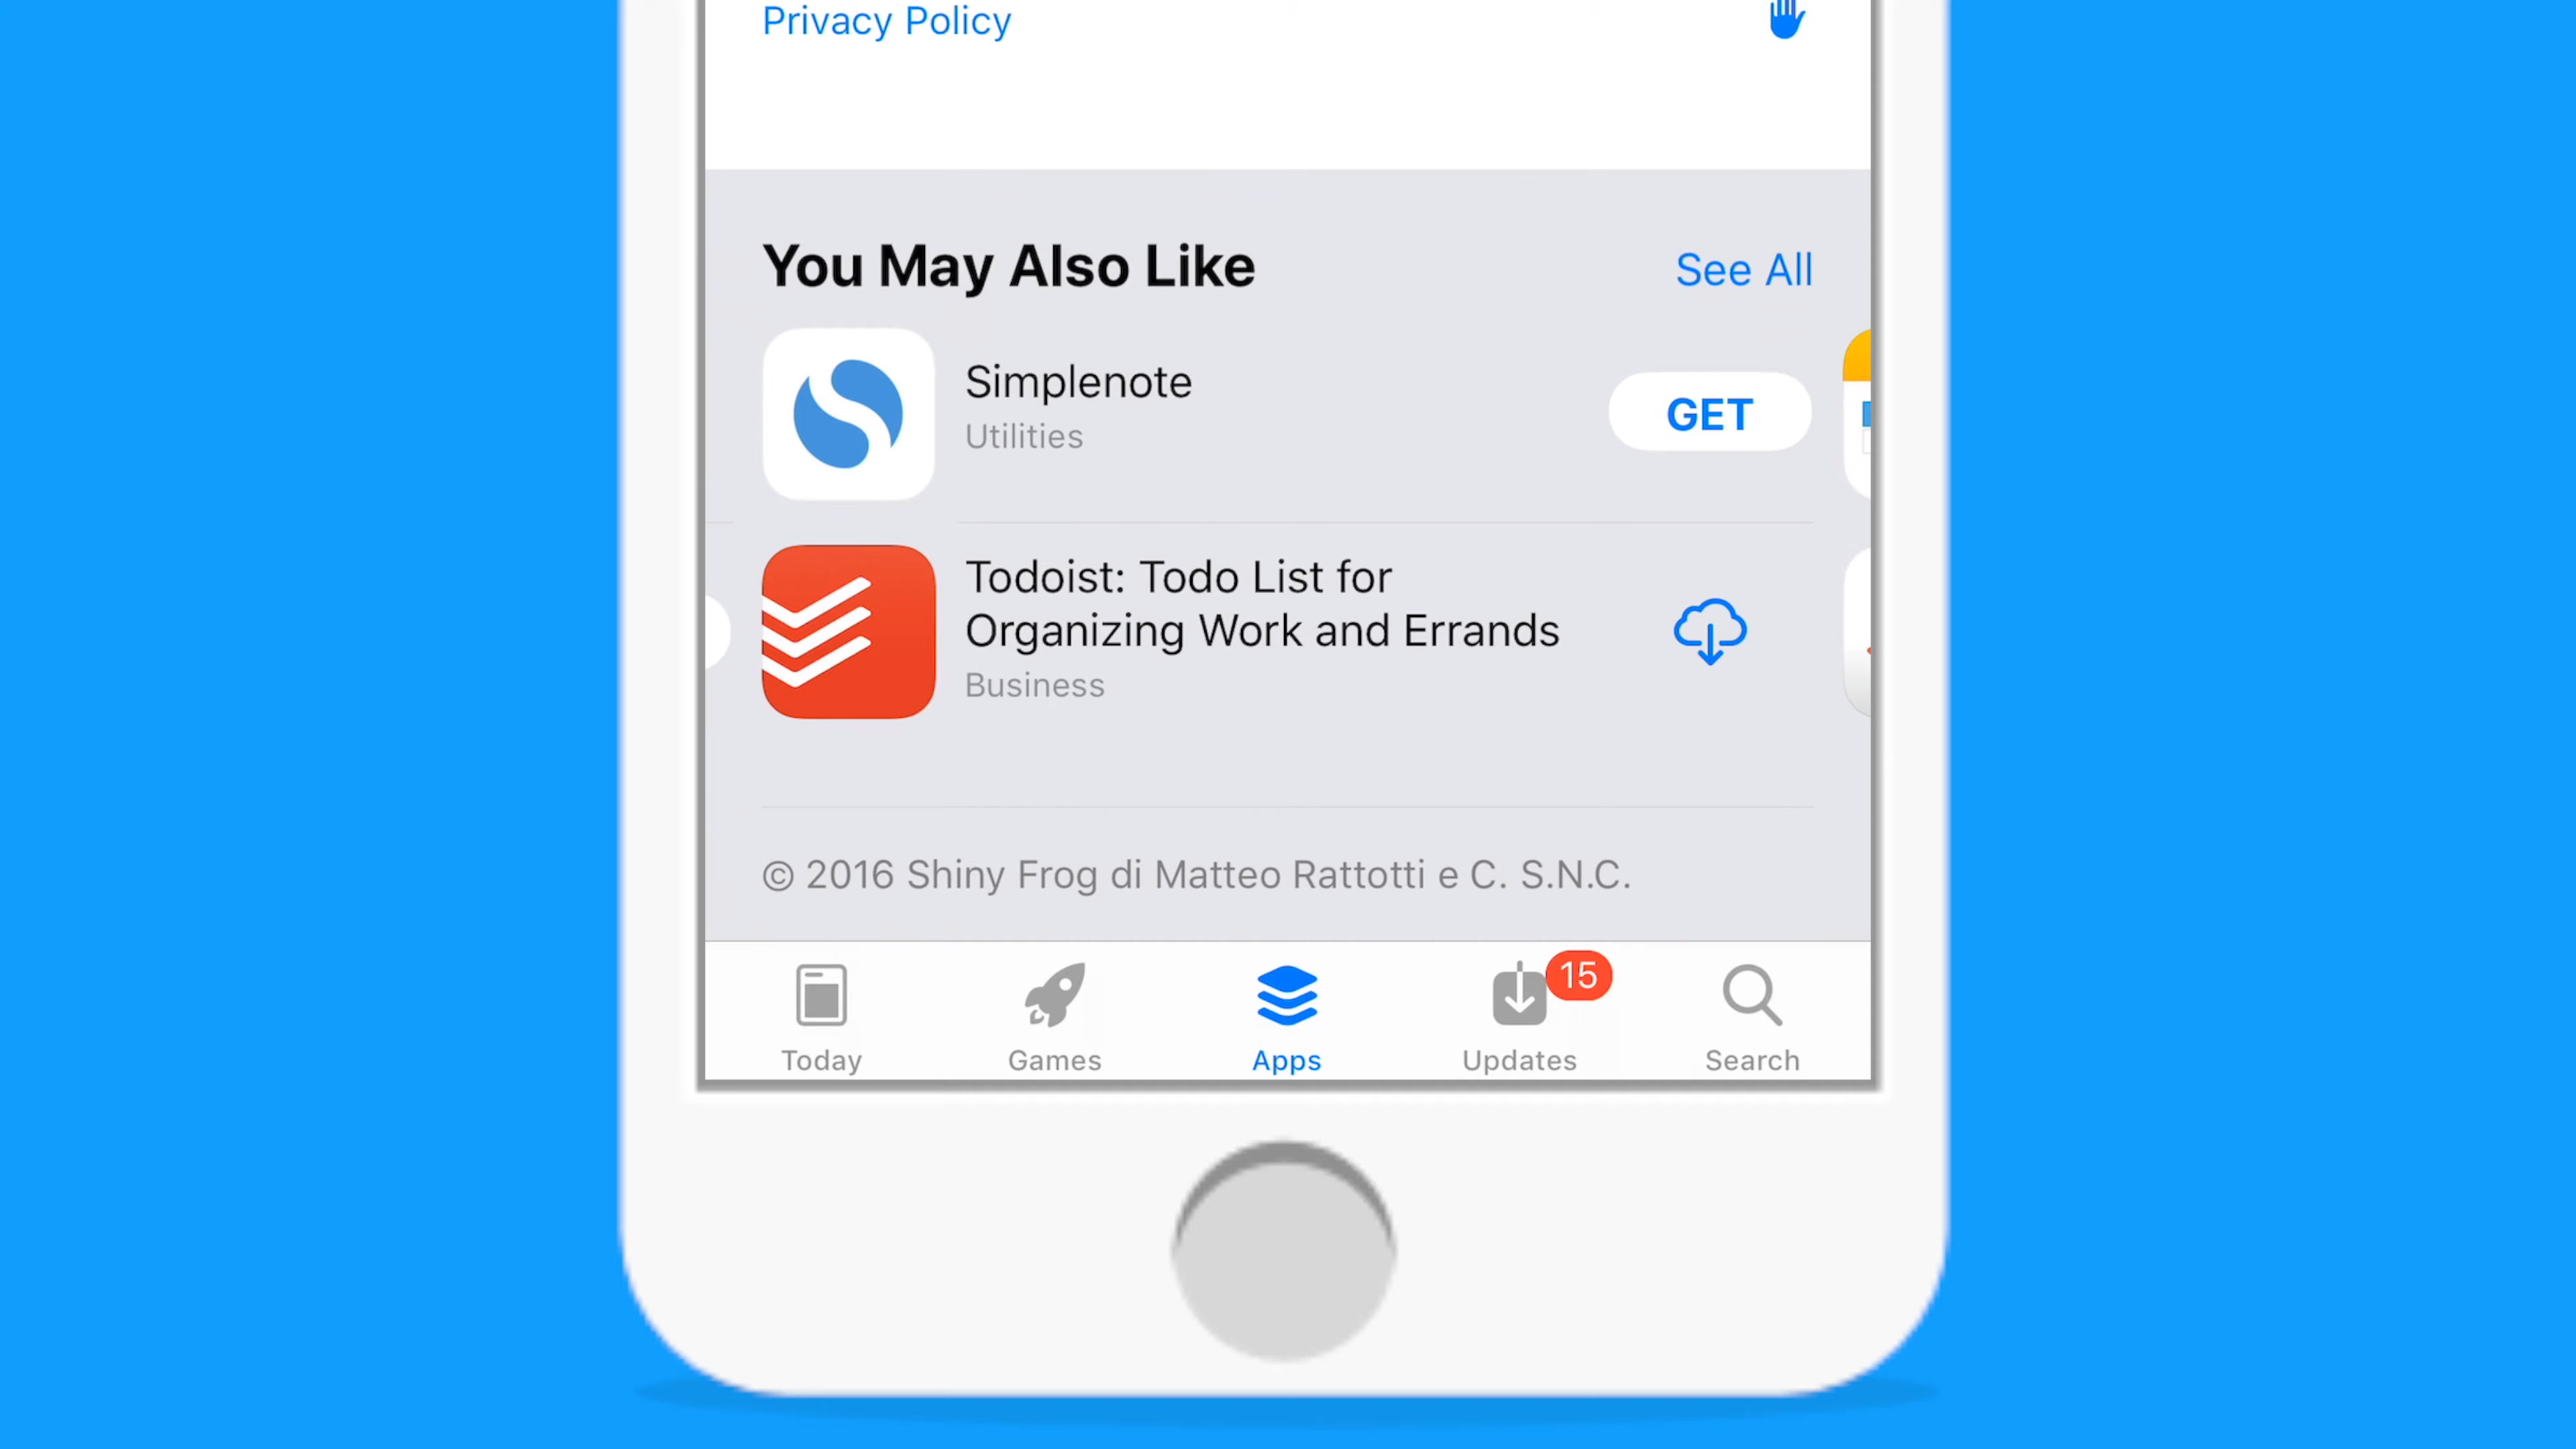 Privacy Policy
You May Also Like
See All
Simplenote
Utilities
GET
Todoist: Todo List for
Organizing Work and Errands
Business
© 2016 Shiny Frog di Matteo Rattotti e C. S.N.C.
15
Today
Games
Apps
Updates
Search